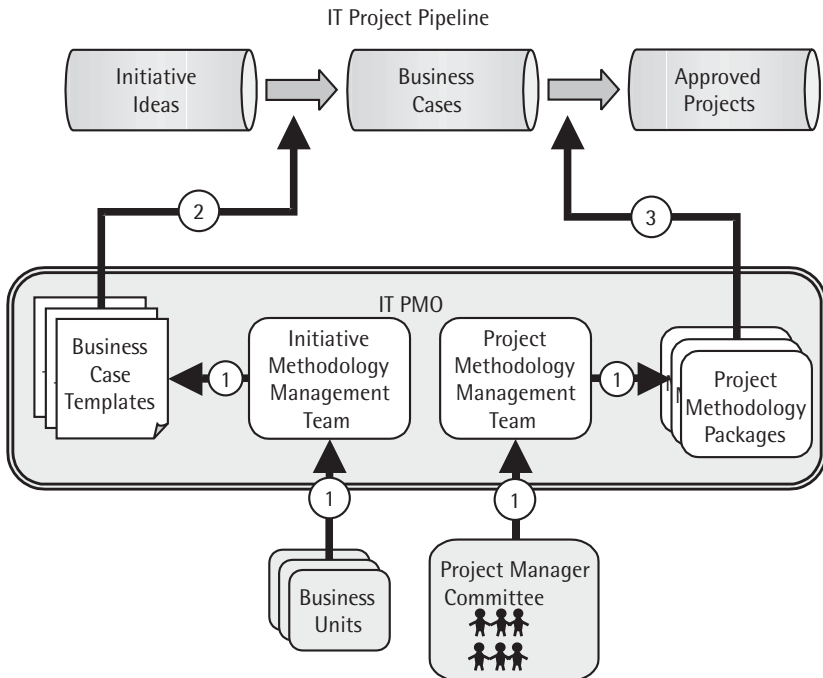 IT Project Pipeline
Initiative
Ideas
Business
Cases
Approved
Projects
2
3
IT PMO
Business
Case
Templates
1
Initiative
Methodology
Management
Team
Project
Methodology
Management
Team
1
Project
Methodology
Packages
1
1
Business
Units
Project Manager
Committee